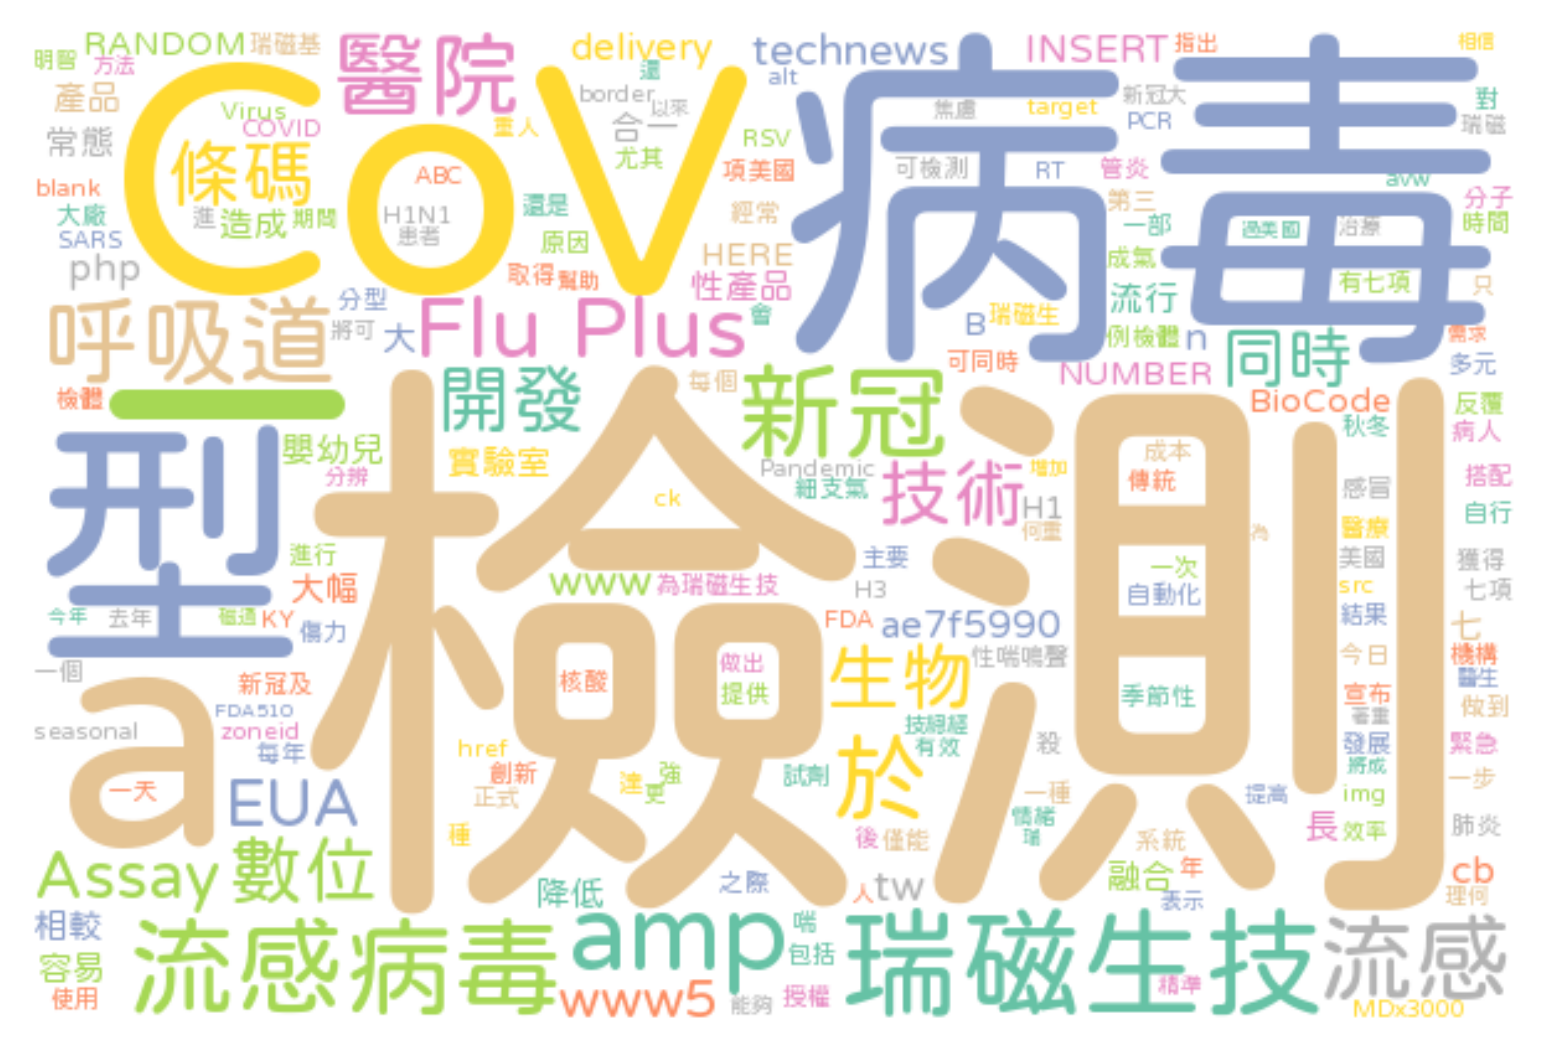 RANDOM
瑞磁基
醫院
delivery
technews
INSERT
指出
相信
明智
方法
還
alt
CoV
病毒
產品
Virus
COVID
重人
border
以來
合一
焦慮
target
新冠大
PCR
對
瑞磁
常態
條碼
尤其
RSV
blank
ABC
項美國
可檢測
RT
管炎
avw
分子
大廠
進
造成
期間
H1N1
患者
還是
經常
第三
一部
過美國
治療
時間
SARS
php
原因
HERE
成氣
取得
幫助
性產品
流行
有七項
只
呼吸道
分型
將可
大
Flu Plus
會
B
瑞磁生
例檢體
n
同時
需求
可同時
NUMBER
多元
檢體
一
開發
每個
新冠
BioCode
秋冬
反覆
病人
型
嬰幼兒
分辨
實驗室
Pandemic
細支氣
技術
增加
成本
傳統
H1
何重
感冒
搭配
檢測
ck
自行
醫療
為
進行
大幅
www
為瑞磁生技
主要
H3
一次
自動化
美國
src
獲得
七項
今年
去年
磁通
KY
傷力
FDA
ae7f5990
結果
七
一個
a
新冠及
核酸
做出
提供
生物
性喘鳴聲
今日
機構
醫生
FDA510
zoneid
季節性
宣布
著重
做到
seasonal
每年
href
技總經
有效
殺
發展
緊急
一天
EUA
創新
正式
達
強
更
試劑
於
一種
提高
將成
一步
img
情緒
瑞
種
後
僅能
系統
長
效率
肺炎
Assay
數位
降低
之際
人
tw
融合
年
表示
cb
理何
相較
流感病毒
amp
喘
包括
瑞磁生技
流感
容易
使用
www5
能夠
授權
精準
MDx3000